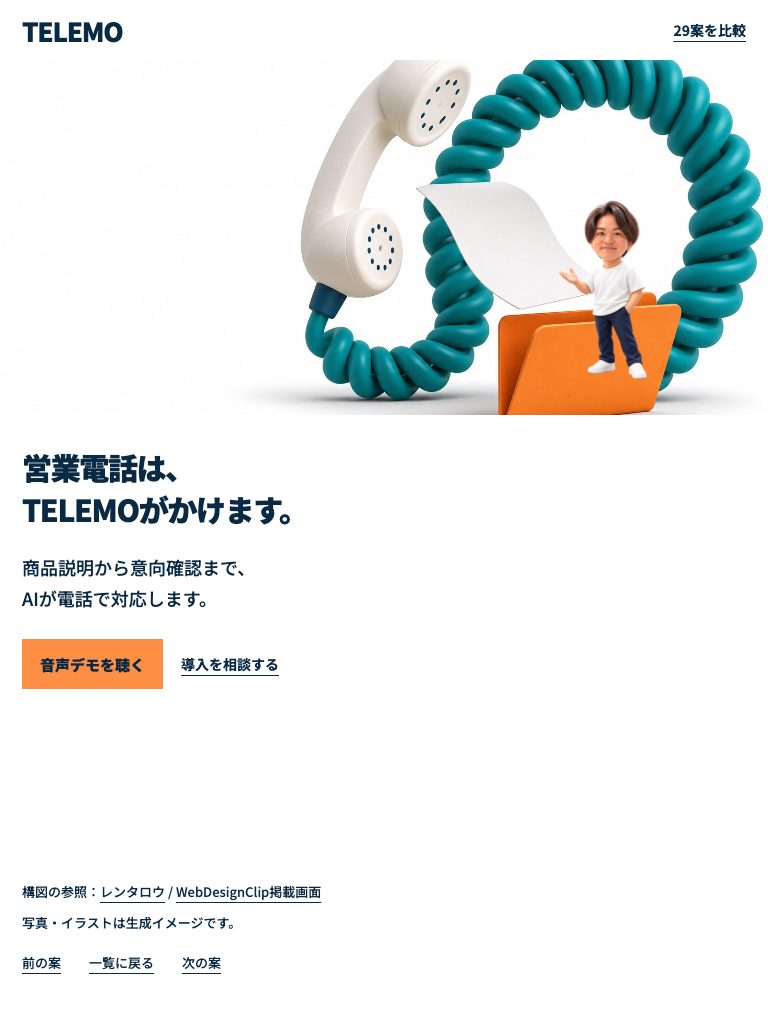 TELEMO
29案を比較
営業電話は、
TELEMOがかけます。
商品説明から意向確認まで、
AIが電話で対応します。
音声デモを聴く
導入を相談する
構図の参照：レンタロウ / WebDesignClip掲載画面
写真・イラストは生成イメージです。
前の案
一覧に戻る
次の案